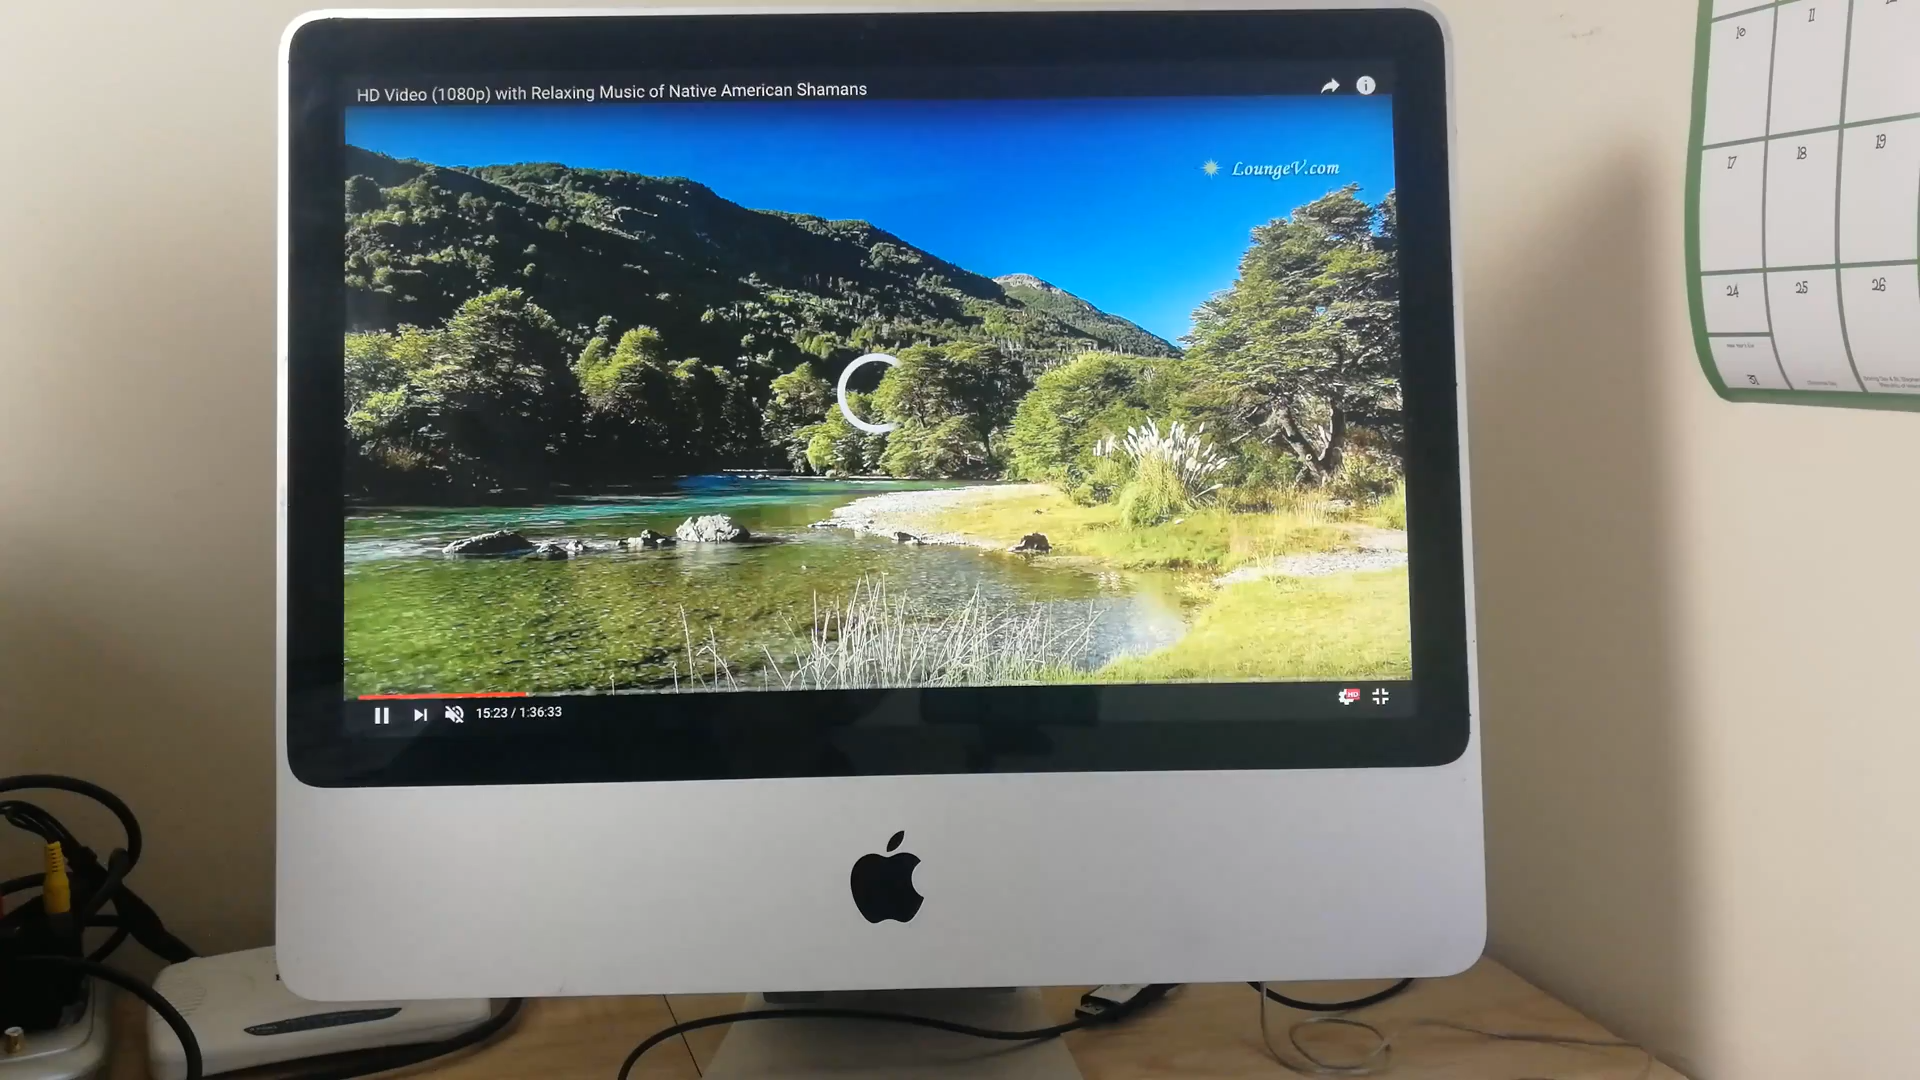 HD Video (1080p) with Relaxing Music of Native American Shamans
LoungeV.com
HD
15:23 / 1:36:33
10
11
17
18
19
24
25
26
31